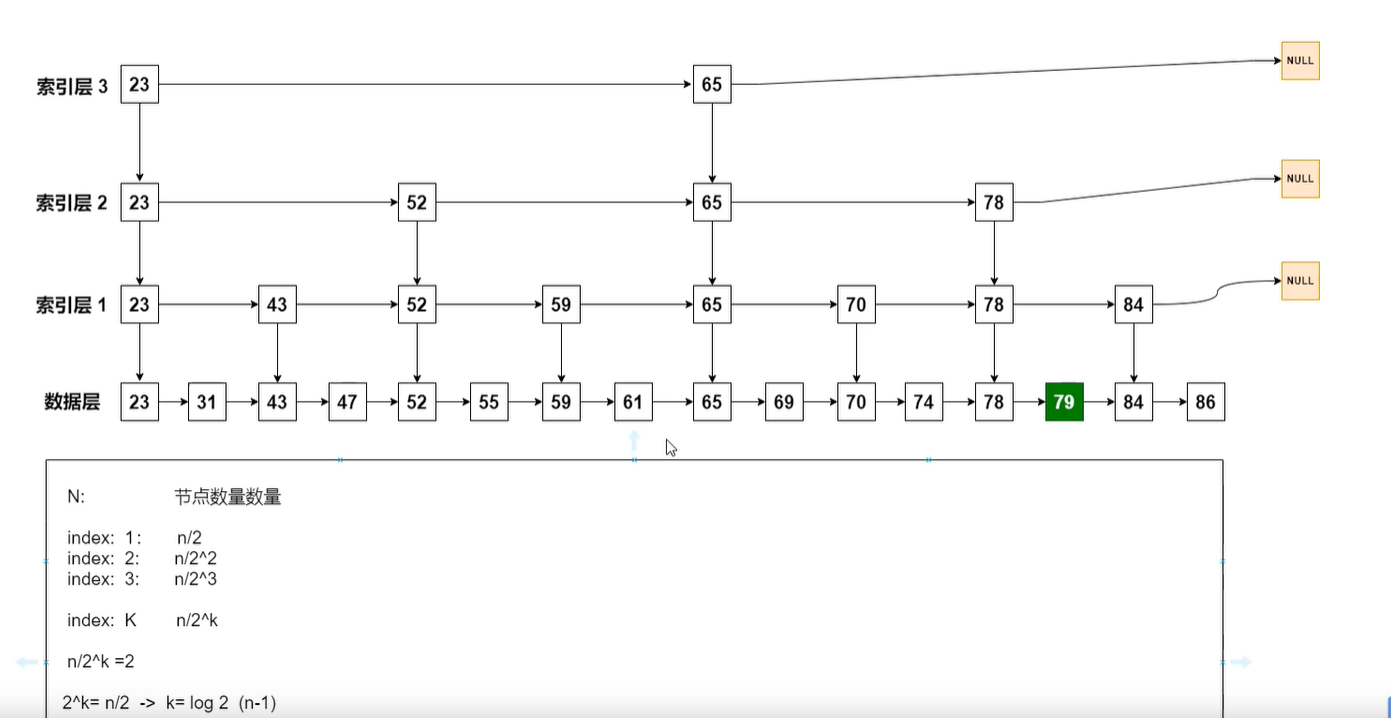 索引层 3 23 65 NULL
索引层 2 23 52 65 78 NULL
索引层 1 23 43 52 59 65 70 78 84 NULL
数据层 23 31 43 47 52 55 59 61 65 69 70 74 78 79 84 86
N: 节点数量数量
index: 1: n/2
index: 2: n/2^2
index: 3: n/2^3
index: K n/2^k
n/2^k =2
2^k= n/2 -> k= log 2 (n-1)